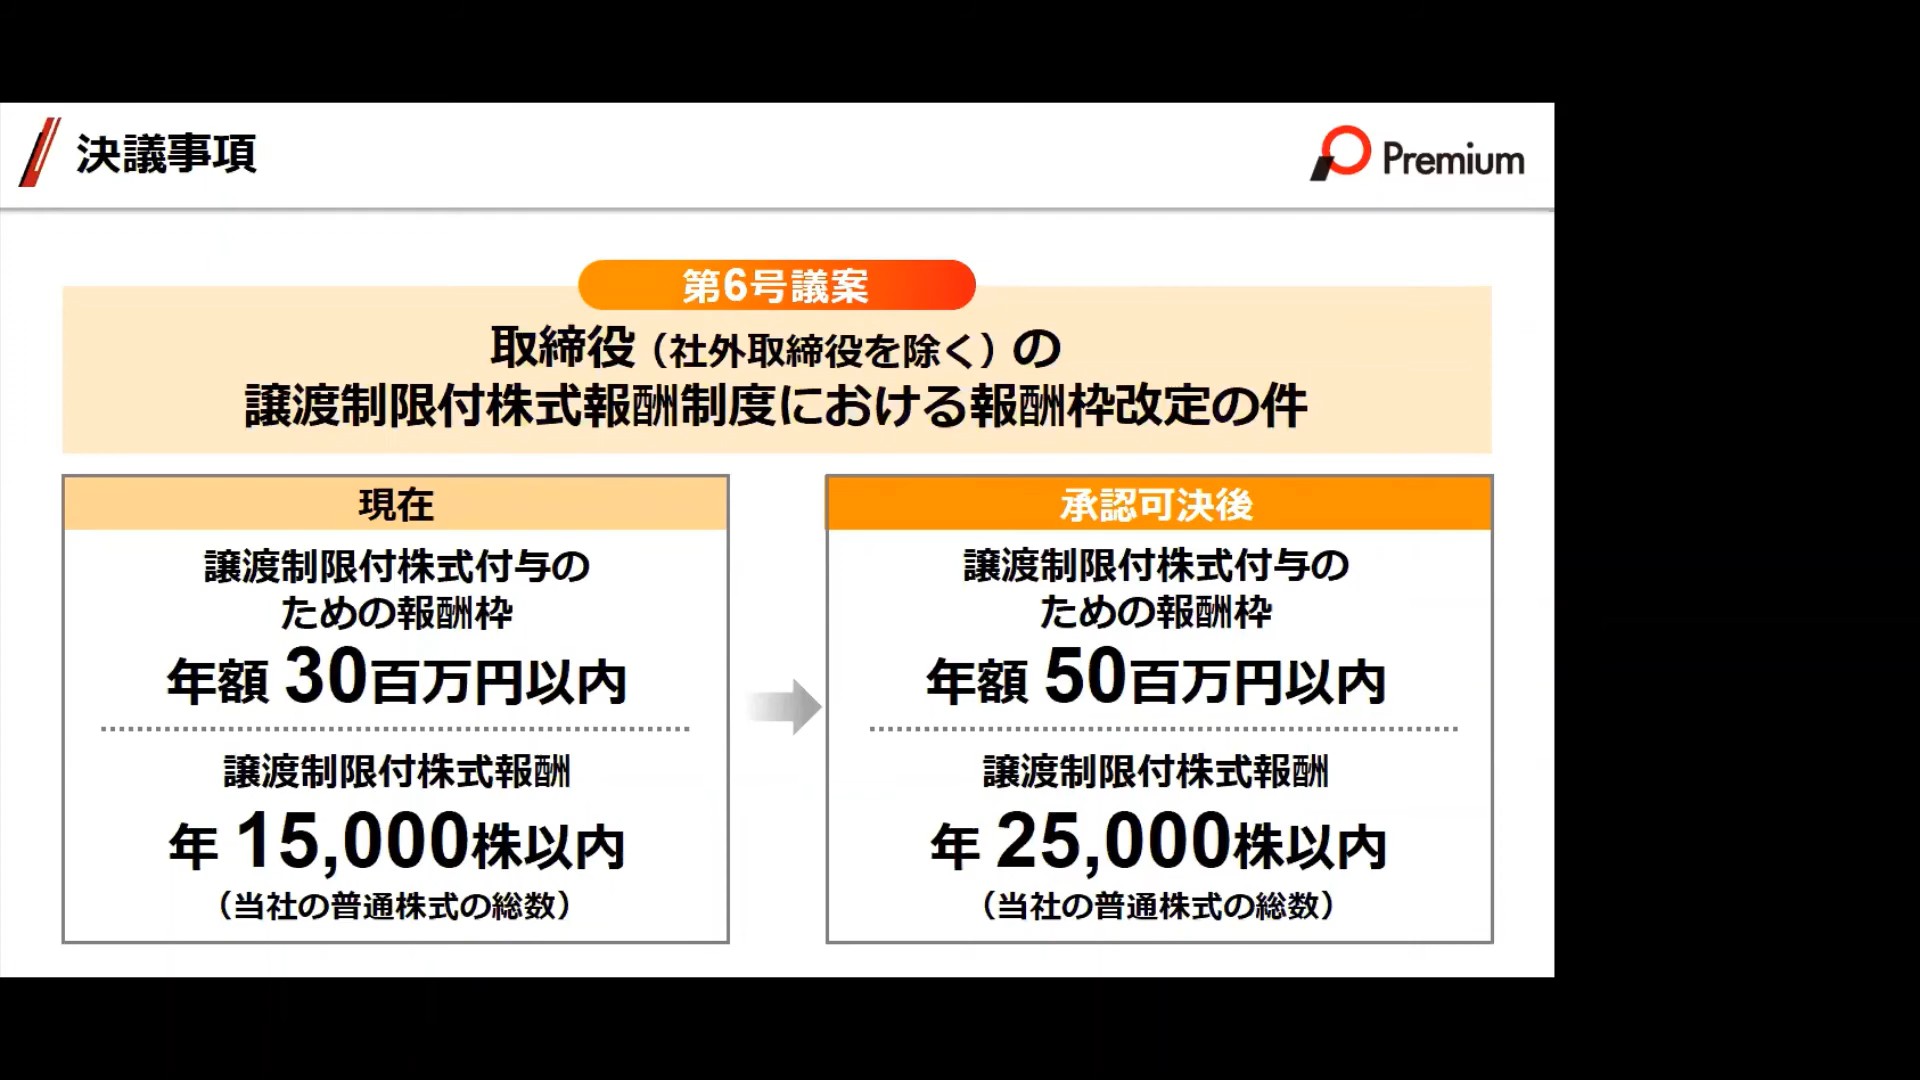 決議事項
Premium
第6号議案
取締役（社外取締役を除く）の
譲渡制限付株式報酬制度における報酬枠改定の件
現在
譲渡制限付株式付与の
ための報酬枠
年額 30百万円以内
譲渡制限付株式報酬
年 15,000株以内
（当社の普通株式の総数）
承認可決後
譲渡制限付株式付与の
ための報酬枠
年額 50百万円以内
譲渡制限付株式報酬
年 25,000株以内
（当社の普通株式の総数）